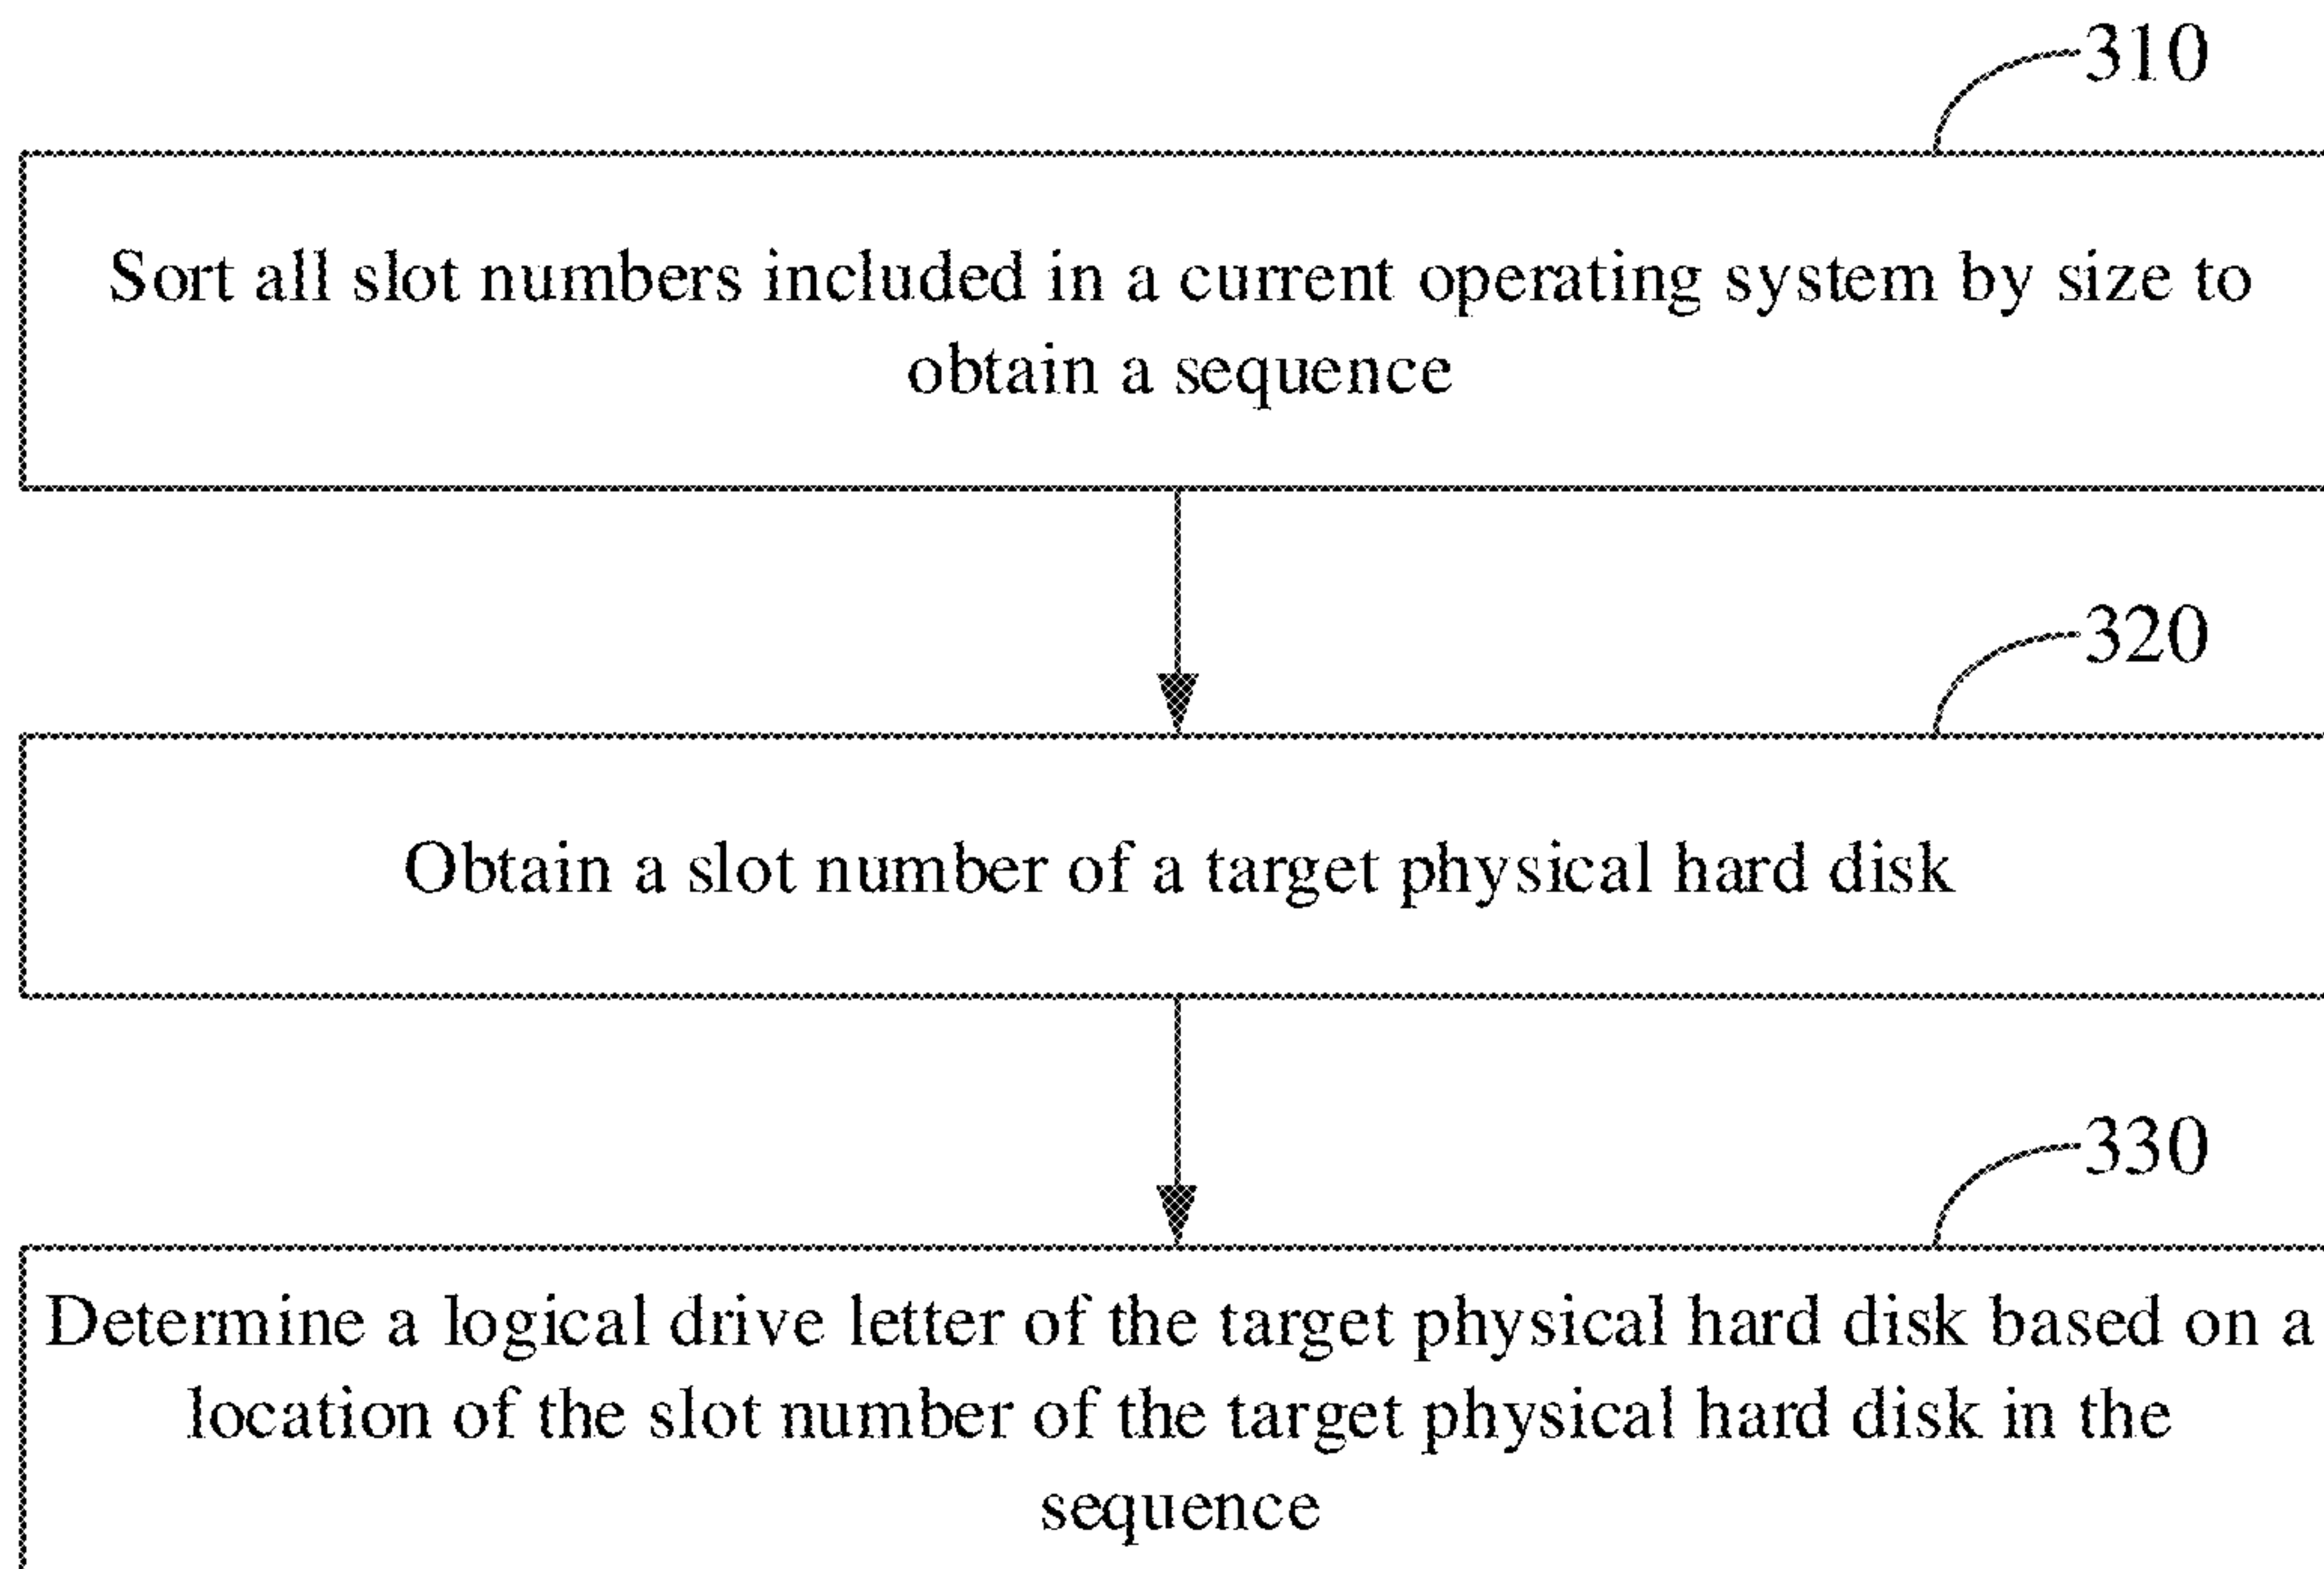 310
Sort all slot numbers included in a current operating system by size to
obtain a sequence
320
Obtain a slot number of a target physical hard disk
330
Determine a logical drive letter of the target physical hard disk based on a
location of the slot number of the target physical hard disk in the
sequence